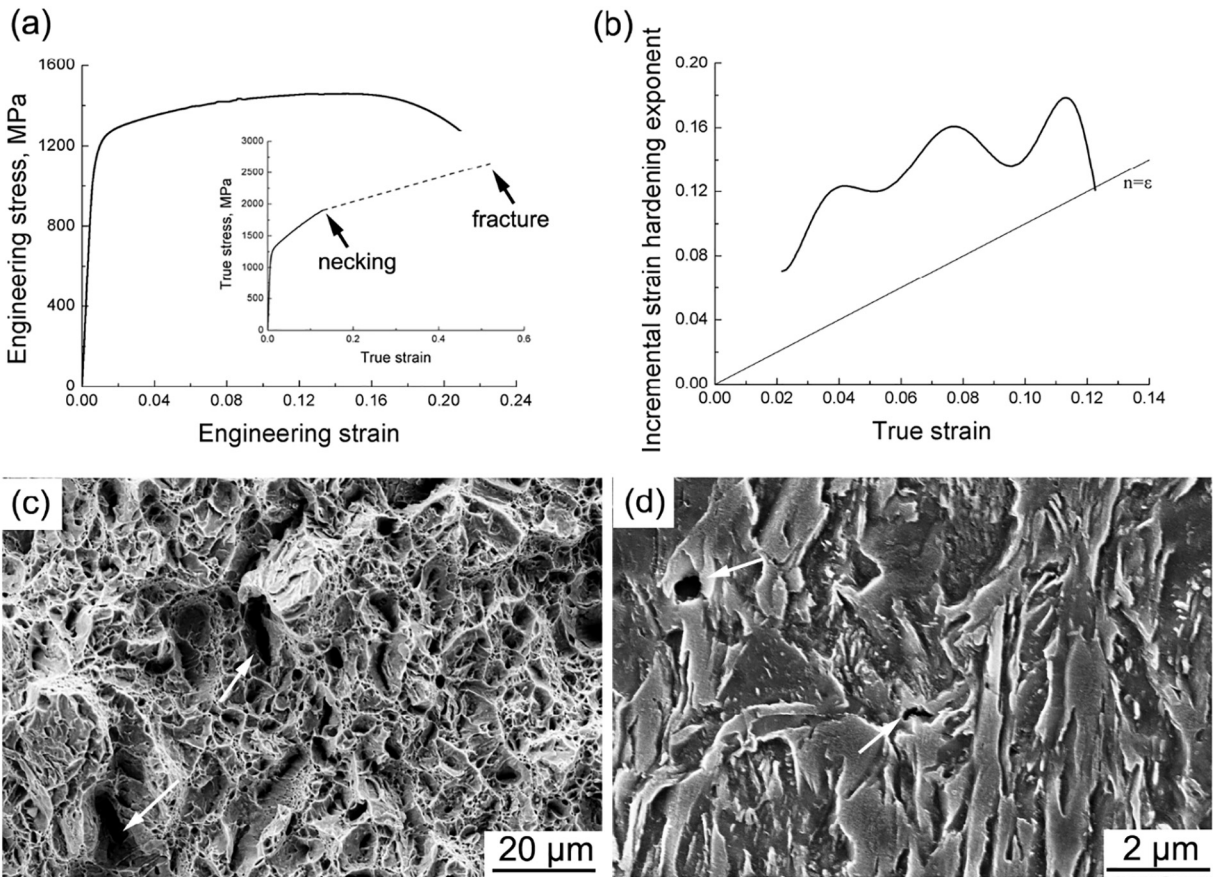 (a)
Engineering stress, MPa
1600
1200
800
400
0
0.00 0.04 0.08 0.12 0.16 0.20 0.24
Engineering strain
True stress, MPa
3000
2500
2000
1500
1000
500
0
0.0 0.2 0.4 0.6
True strain
necking
fracture
(b)
Incremental strain hardening exponent
0.20
0.16
0.12
0.08
0.04
0.00
0.00 0.02 0.04 0.06 0.08 0.10 0.12 0.14
True strain
n=ε
(c)
20 μm
(d)
2 μm